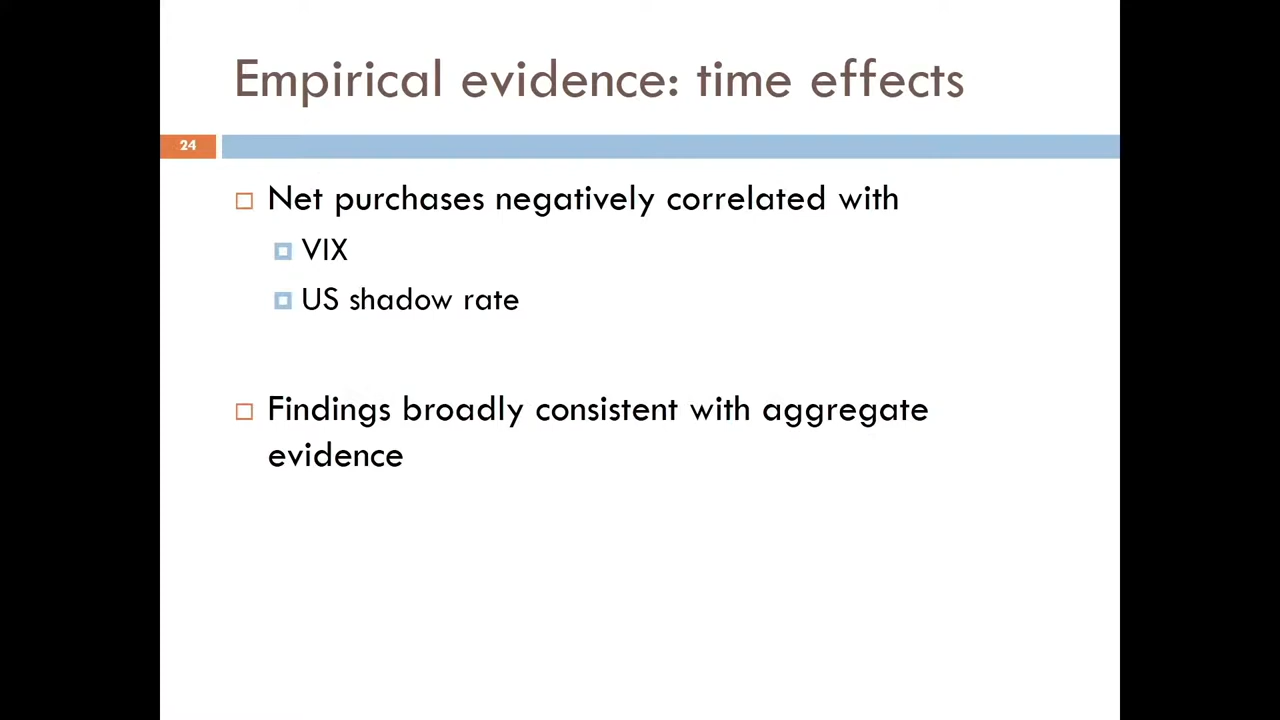 Empirical evidence: time effects
24
Net purchases negatively correlated with
VIX
US shadow rate
Findings broadly consistent with aggregate
evidence